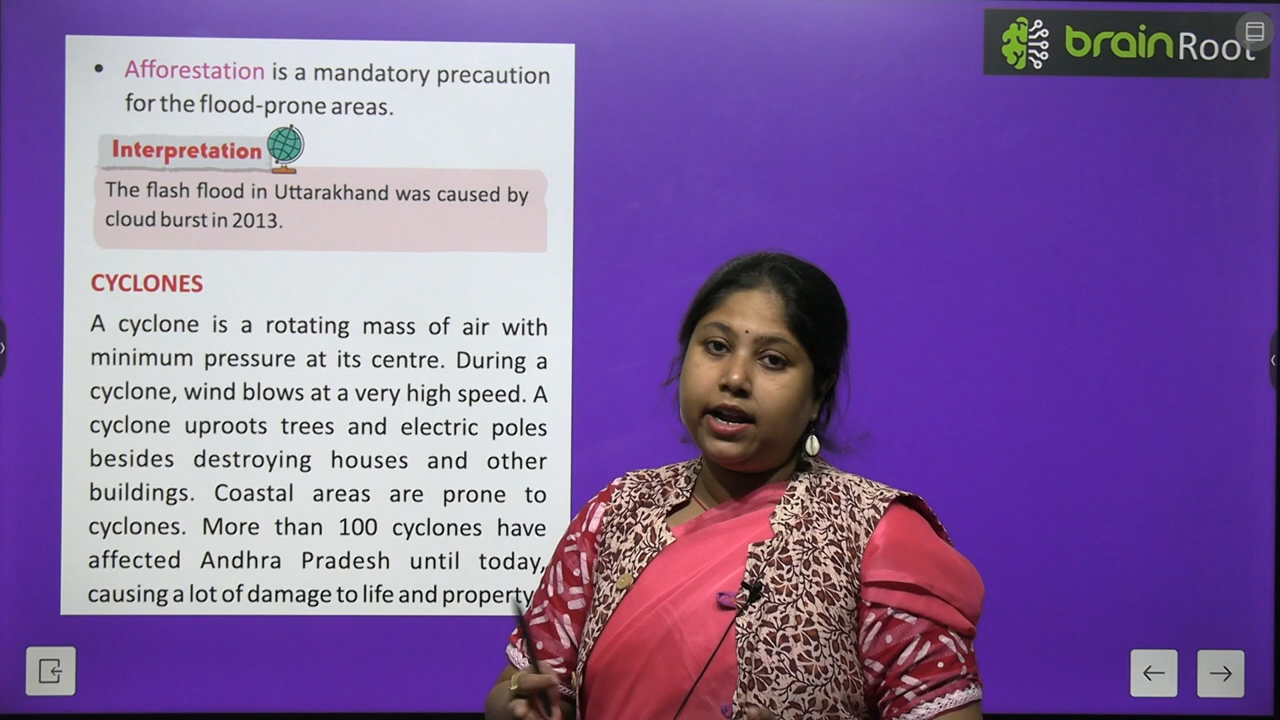 brainRoot
• Afforestation is a mandatory precaution
for the flood-prone areas.
Interpretation
The flash flood in Uttarakhand was caused by
cloud burst in 2013.
CYCLONES
A cyclone is a rotating mass of air with
minimum pressure at its centre. During a
cyclone, wind blows at a very high speed. A
cyclone uproots trees and electric poles
besides destroying houses and other
buildings. Coastal areas are prone to
cyclones. More than 100 cyclones have
affected Andhra Pradesh until today,
causing a lot of damage to life and property